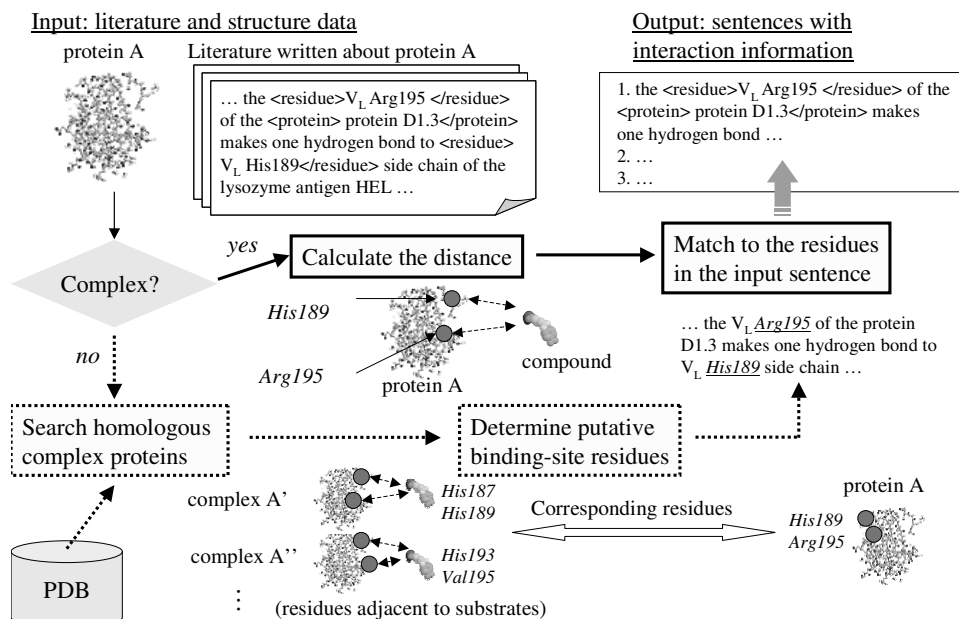 Input: literature and structure data
protein A
Literature written about protein A
… the <residue>VL Arg195 </residue>
of the <protein> protein D1.3</protein>
makes one hydrogen bond to <residue>
VL His189</residue> side chain of the
lysozyme antigen HEL …
Output: sentences with
interaction information
1. the <residue>VL Arg195 </residue> of the
<protein> protein D1.3</protein> makes
one hydrogen bond …
2. …
3. …
Complex?
yes
Calculate the distance
Match to the residues
in the input sentence
His189
Arg195
protein A
compound
… the VL Arg195 of the protein
D1.3 makes one hydrogen bond to
VL His189 side chain …
no
Search homologous
complex proteins
Determine putative
binding-site residues
PDB
complex A'
His187
His189
complex A''
His193
Val195
⋮
(residues adjacent to substrates)
Corresponding residues
protein A
His189
Arg195